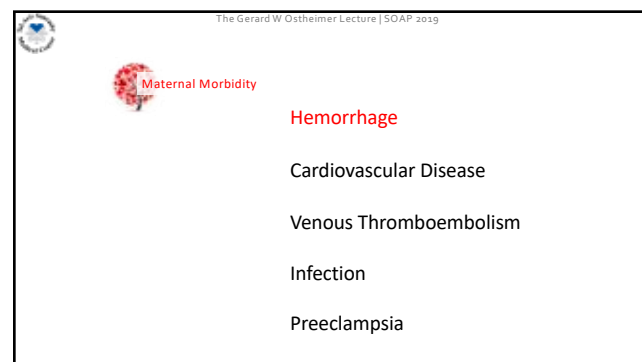 The Gerard W Ostheimer Lecture | SOAP 2019
Maternal Morbidity
Hemorrhage
Cardiovascular Disease
Venous Thromboembolism
Infection
Preeclampsia